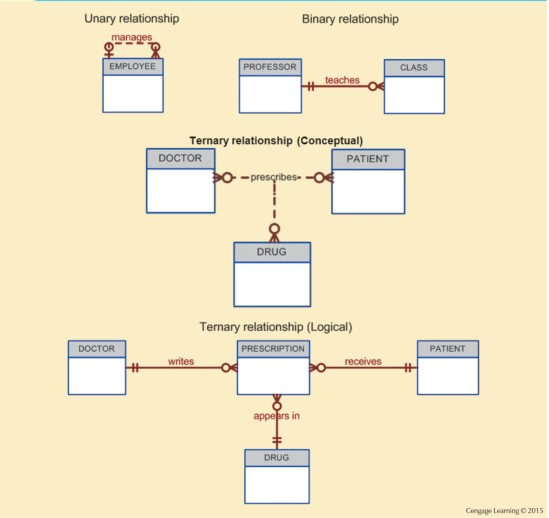 Unary relationship
Binary relationship
manages
EMPLOYEE
PROFESSOR
teaches
CLASS
Ternary relationship (Conceptual)
DOCTOR
prescribes
PATIENT
DRUG
Ternary relationship (Logical)
DOCTOR
writes
PRESCRIPTION
receives
PATIENT
appears in
DRUG
Cengage Learning © 2015